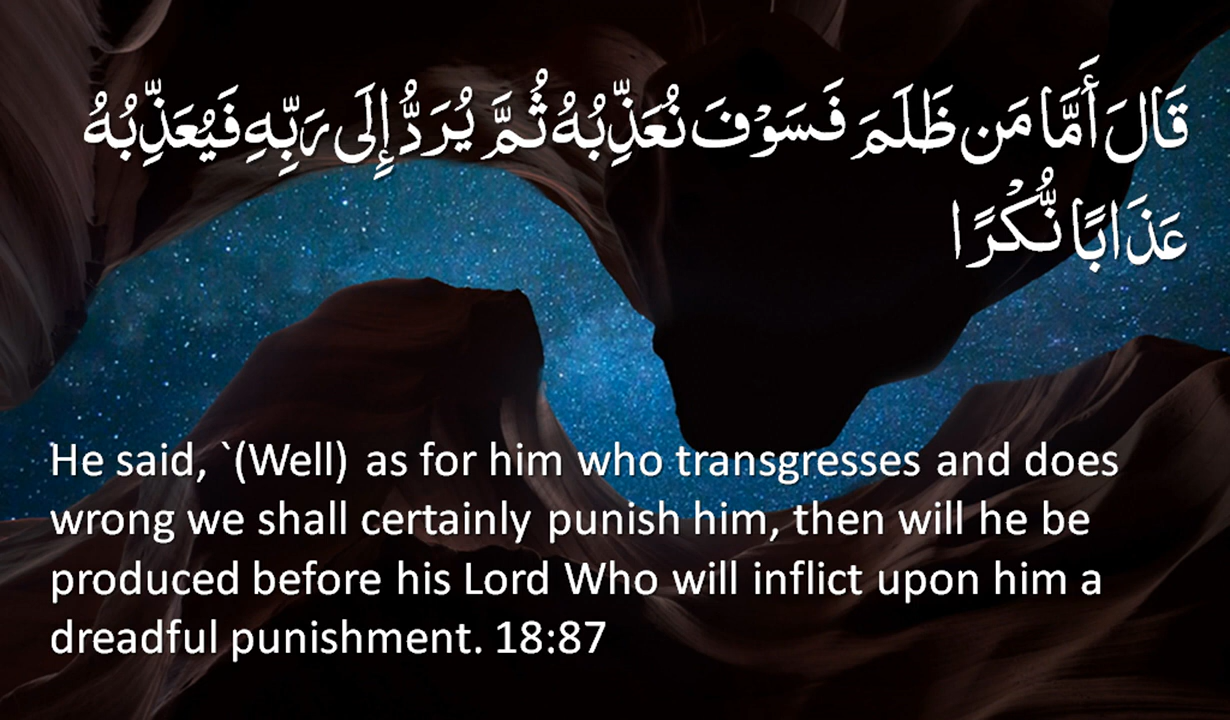 قَالَ أَمَّا مَن ظَلَمَ فَسَوْفَ نُعَذِّبُهُ ثُمَّ يُرَدُّ إِلَى رَبِّهِ فَيُعَذِّبُهُ
عَذَابًا نُّكْرًا
He said, `(Well) as for him who transgresses and does
wrong we shall certainly punish him, then will he be
produced before his Lord Who will inflict upon him a
dreadful punishment. 18:87